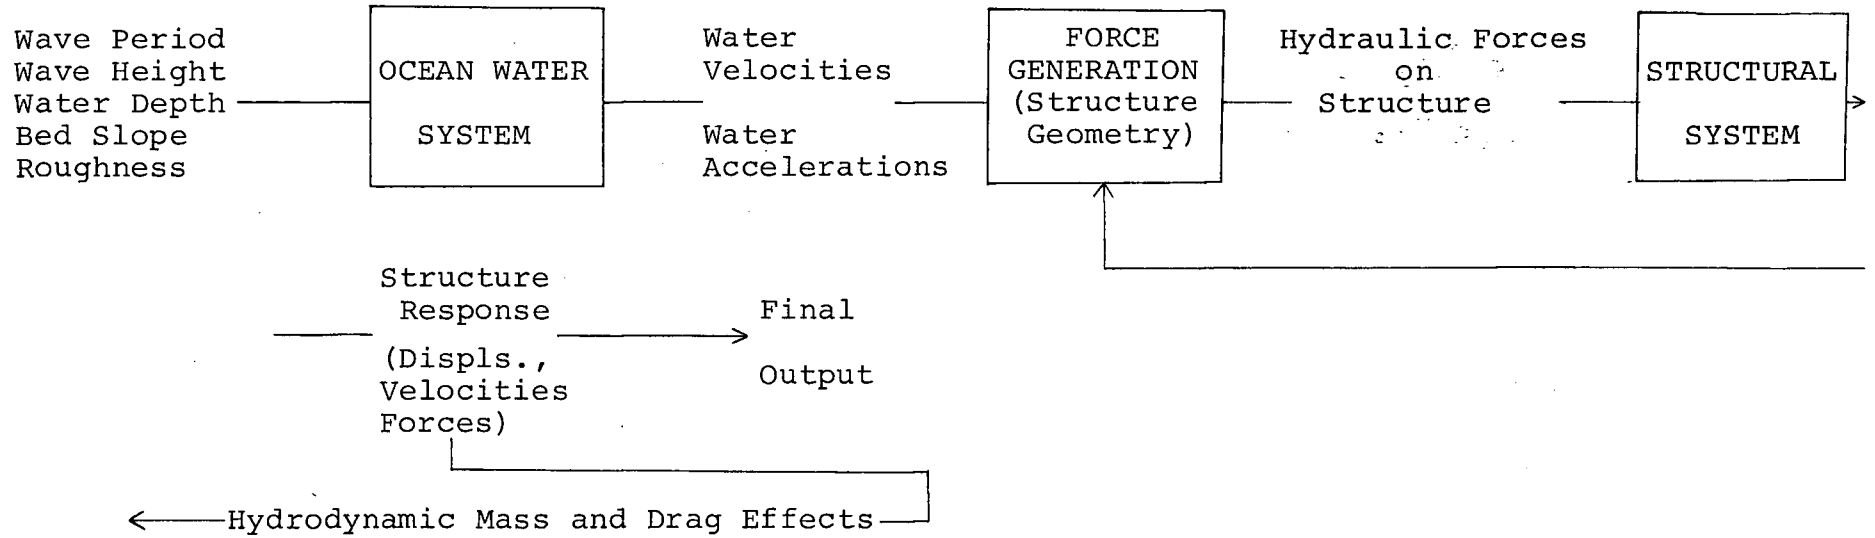 Wave Period
Wave Height
Water Depth
Bed Slope
Roughness
OCEAN WATER
SYSTEM
Water
Velocities
Water
Accelerations
FORCE
GENERATION
(Structure
Geometry)
Hydraulic Forces
on
Structure
STRUCTURAL
SYSTEM
Structure
Response
(Displs.,
Velocities
Forces)
Final
Output
Hydrodynamic Mass and Drag Effects